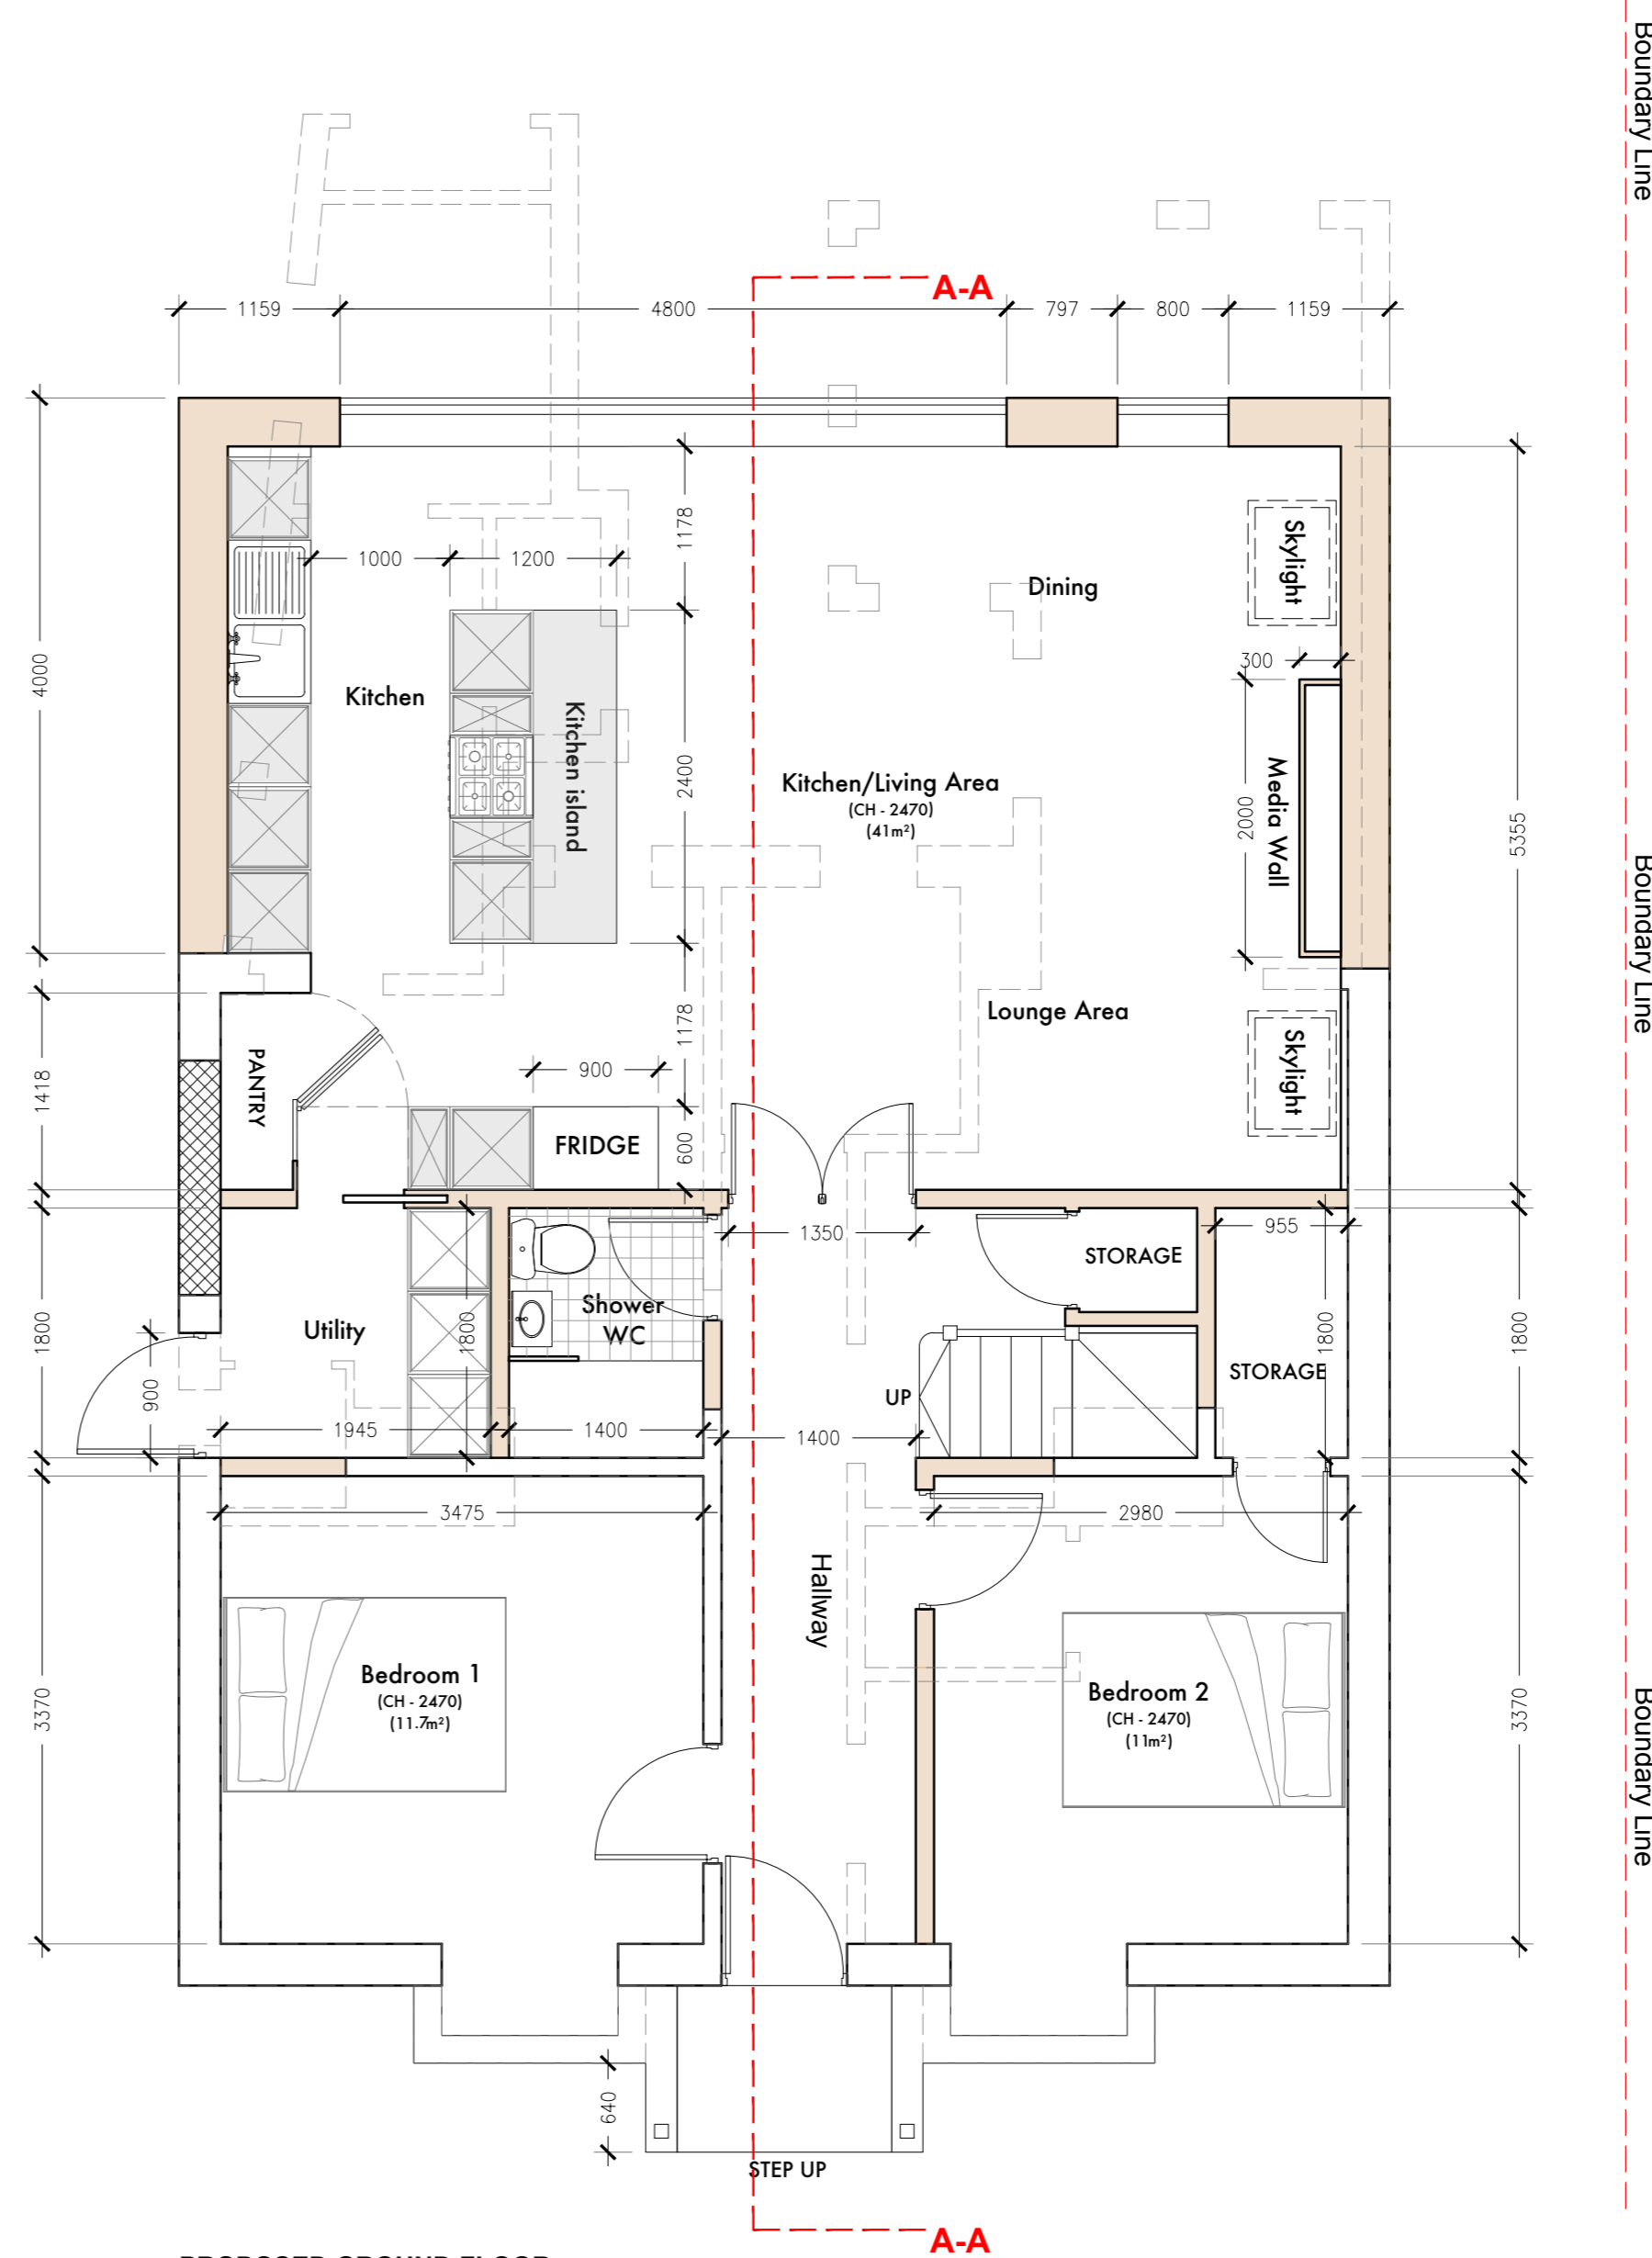 Boundary Line
A-A
1159
4800
797
800
1159
1178
1000
1200
Dining
Skylight
300
4000
Kitchen
Kitchen island
2400
Kitchen/Living Area
(CH - 2470)
(41m²)
2000
Media Wall
5355
Boundary Line
Lounge Area
1178
Skylight
1418
PANTRY
900
FRIDGE
600
1350
955
STORAGE
1800
Utility
1800
Shower
WC
1800
1800
STORAGE
UP
900
1945
1400
1400
3475
2980
Hallway
Bedroom 1
(CH - 2470)
(11.7m²)
Bedroom 2
(CH - 2470)
(11m²)
3370
3370
Boundary Line
640
STEP UP
A-A
PROPOSED GROUND FLOOR